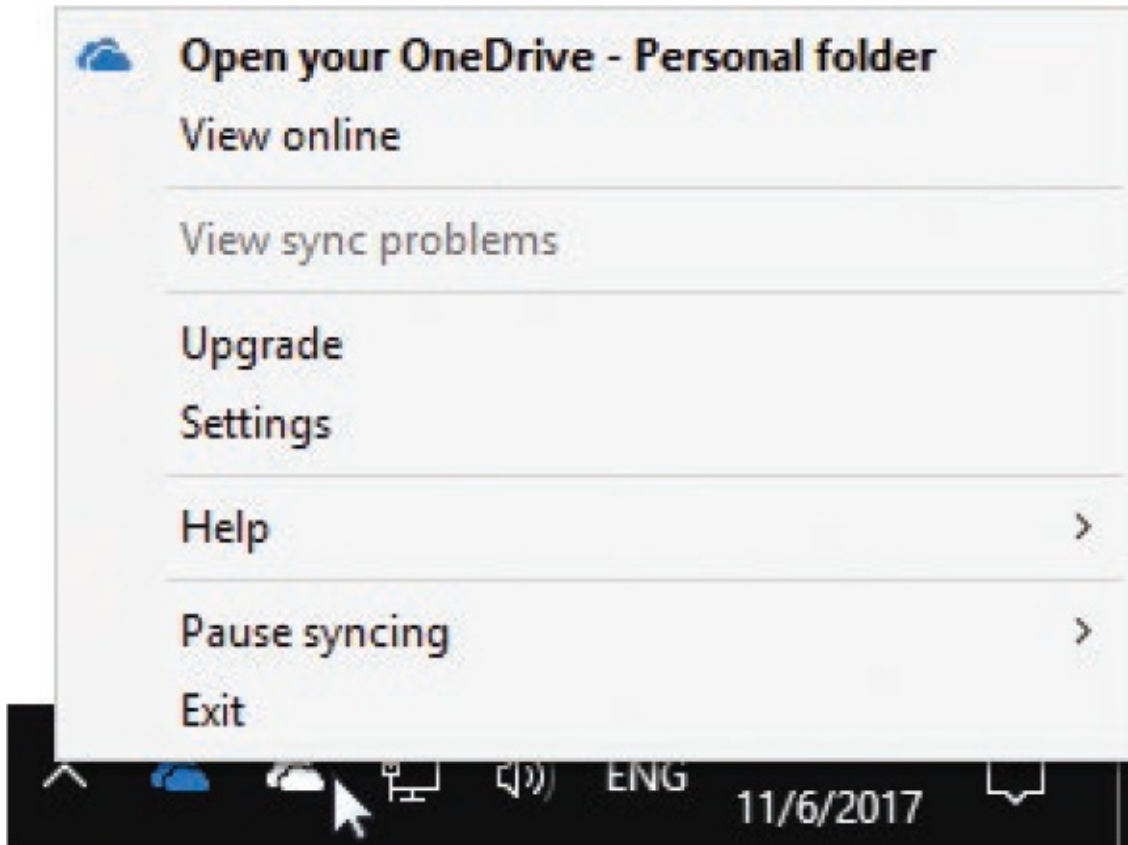 Open your OneDrive - Personal folder
View online
View sync problems
Upgrade
Settings
Help
Pause syncing
Exit
ENG
11/6/2017